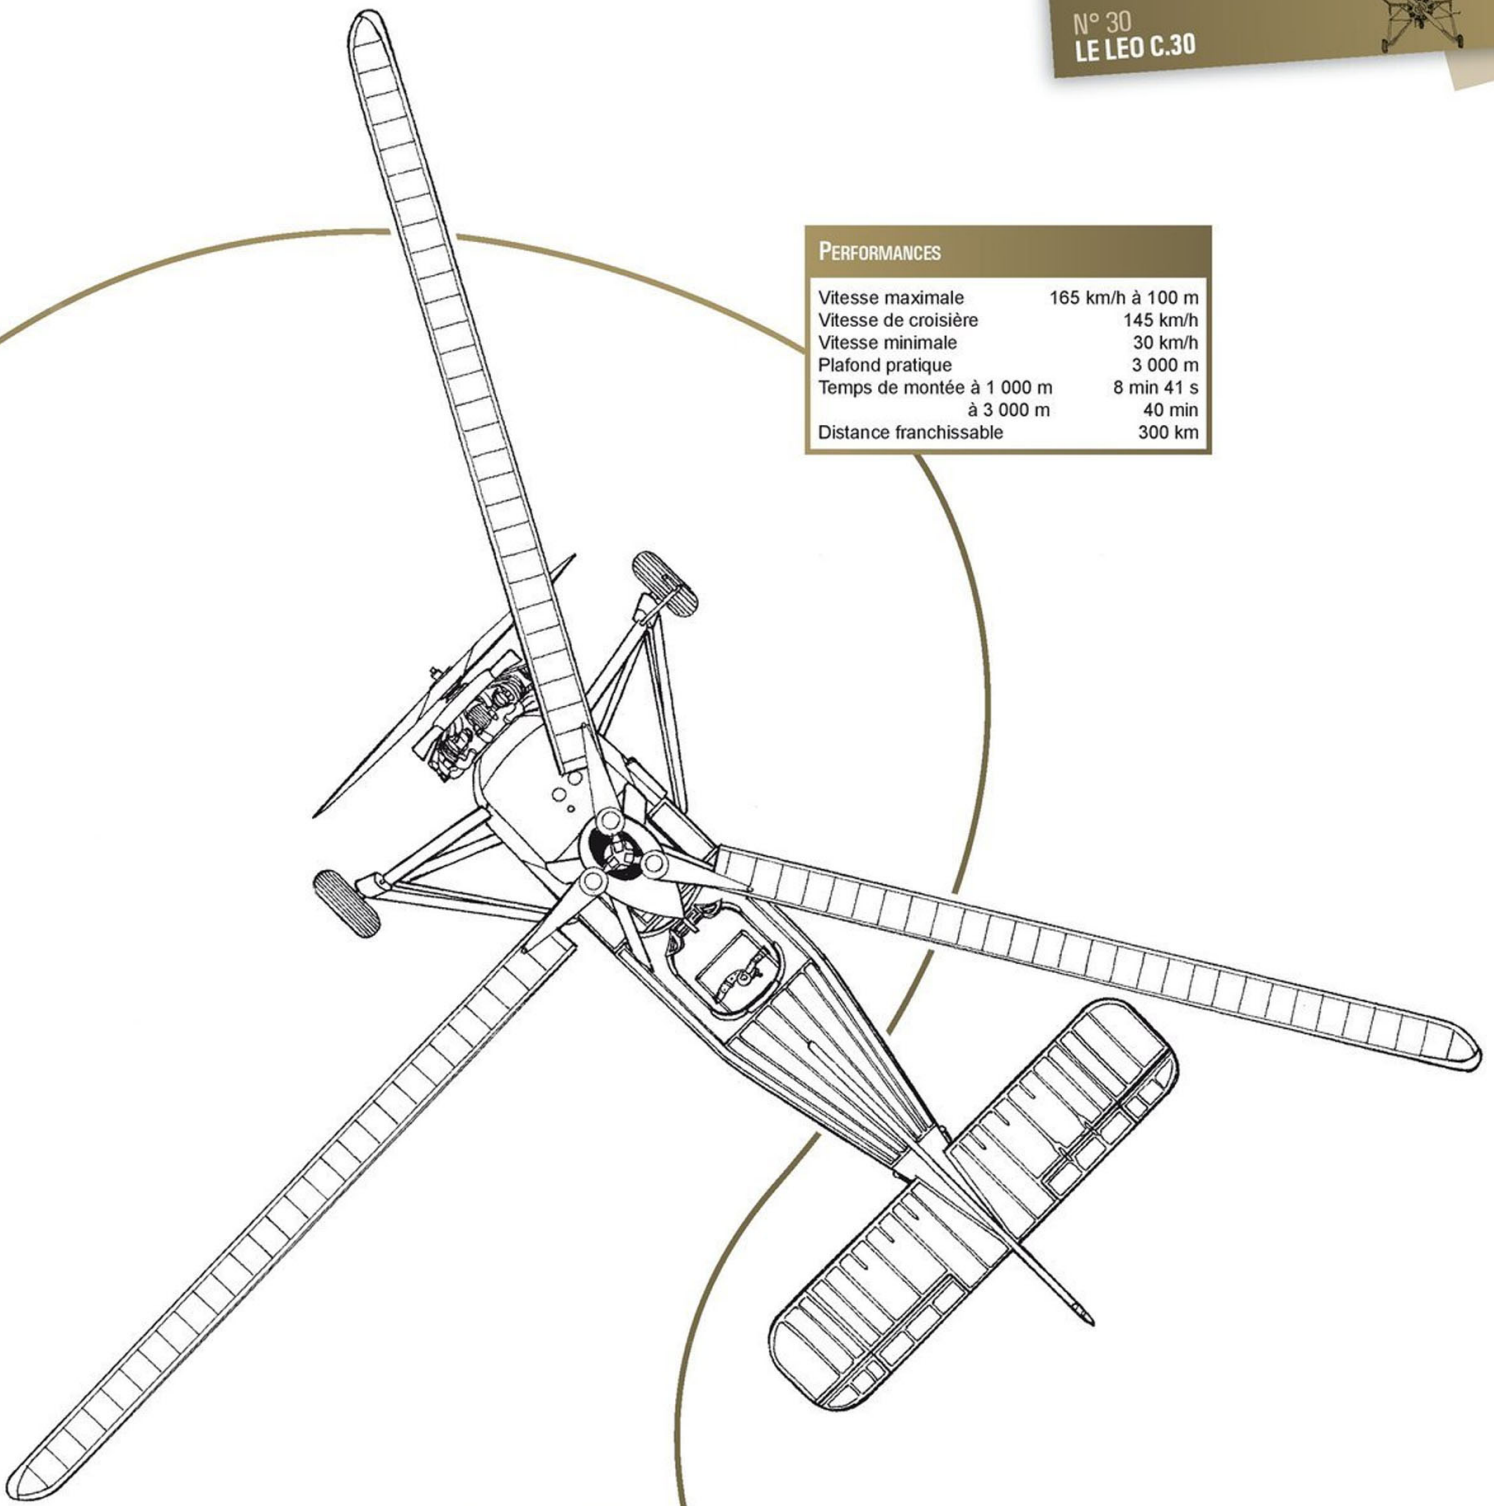 N° 30
LE LEO C.30
PERFORMANCES
Vitesse maximale 165 km/h à 100 m
Vitesse de croisière 145 km/h
Vitesse minimale 30 km/h
Plafond pratique 3 000 m
Temps de montée à 1 000 m 8 min 41 s
à 3 000 m 40 min
Distance franchissable 300 km